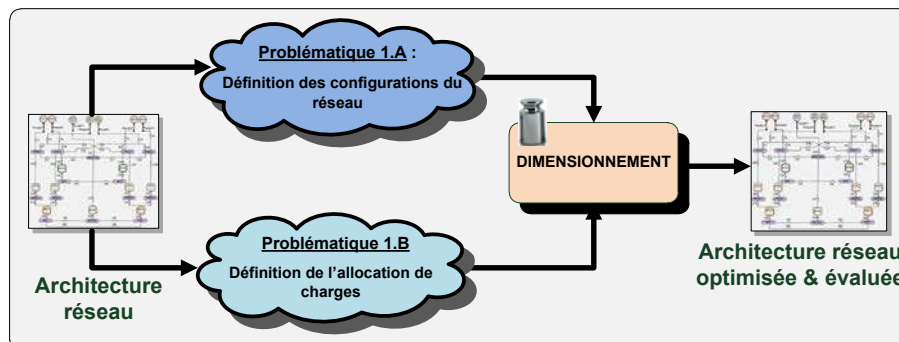 Problématique 1.A :
Définition des configurations du
réseau
DIMENSIONNEMENT
Problématique 1.B
Définition de l'allocation de
charges
Architecture
réseau
Architecture réseau
optimisée & évaluée